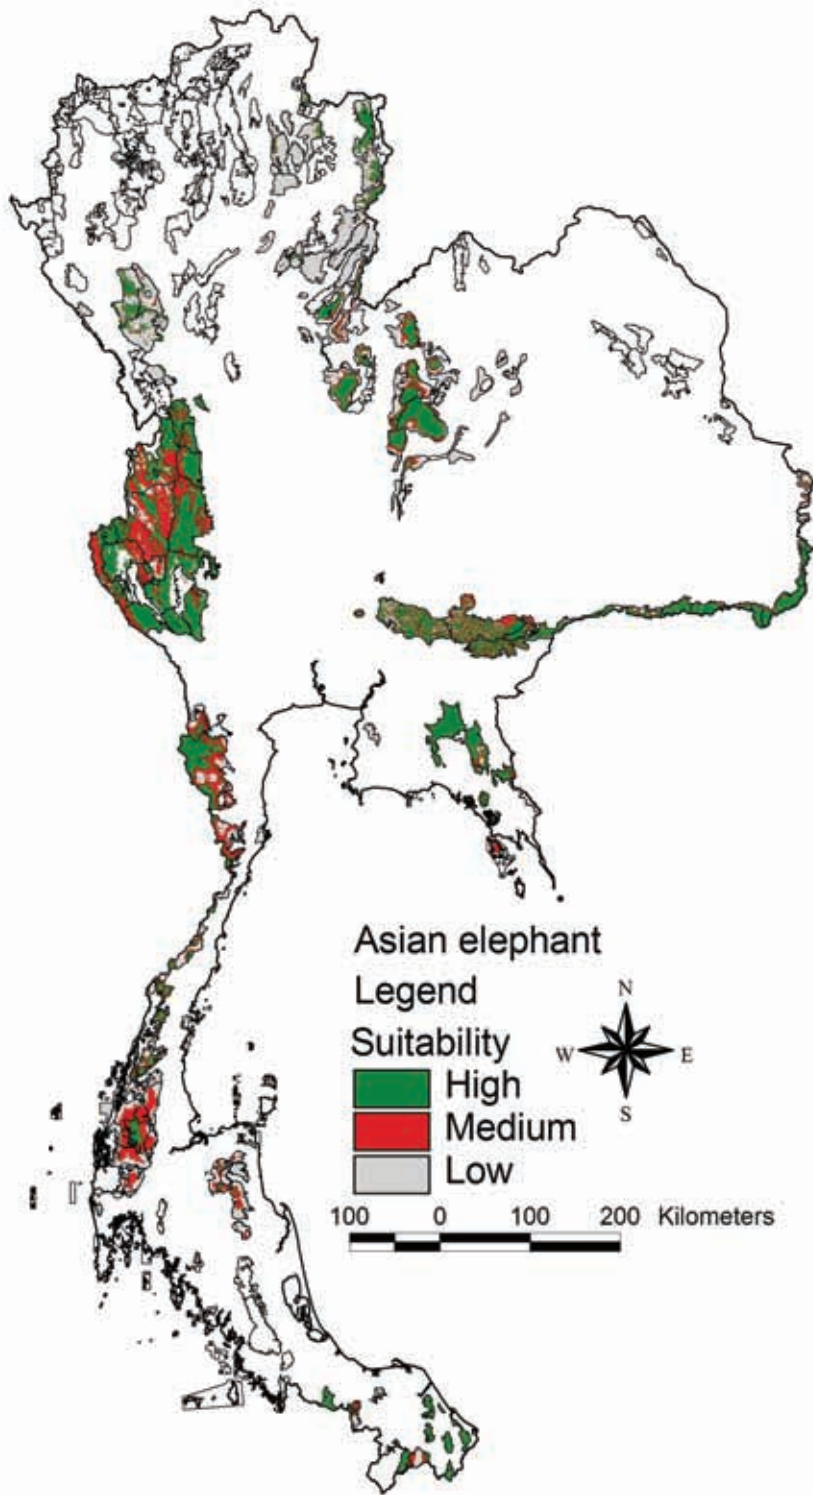 Asian elephant
Legend
Suitability
High
Medium
Low
N
W E
S
100 0 100 200 Kilometers